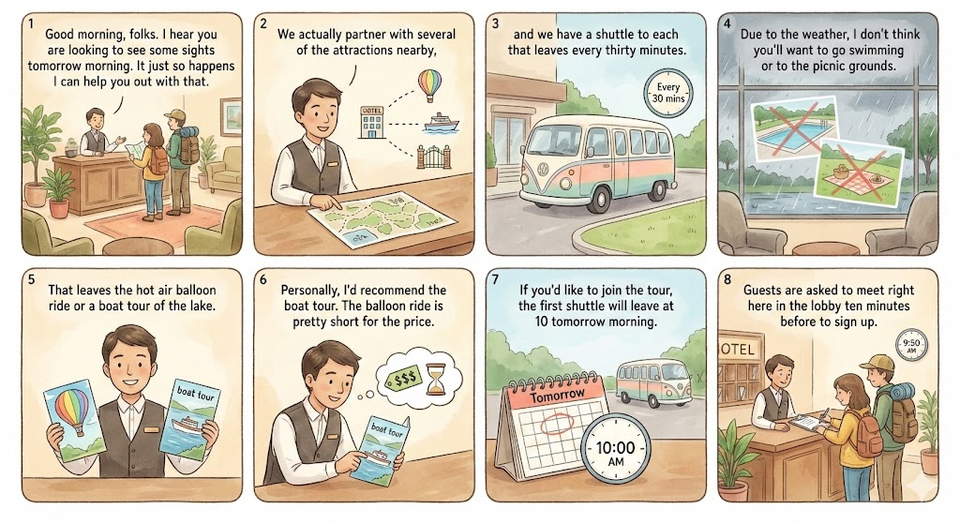 1
Good morning, folks. I hear you
are looking to see some sights
tomorrow morning. It just so happens
I can help you out with that.
2
We actually partner with several
of the attractions nearby,
HOTEL
3
and we have a shuttle to each
that leaves every thirty minutes.
Every
30 mins
4
Due to the weather, I don't think
you'll want to go swimming
or to the picnic grounds.
5
That leaves the hot air balloon
ride or a boat tour of the lake.
boat tour
6
Personally, I'd recommend the
boat tour. The balloon ride is
pretty short for the price.
$$$
boat tour
7
If you'd like to join the tour,
the first shuttle will leave at
10 tomorrow morning.
Tomorrow
10:00
AM
8
Guests are asked to meet right
here in the lobby ten minutes
before to sign up.
OTEL
9:50
AM